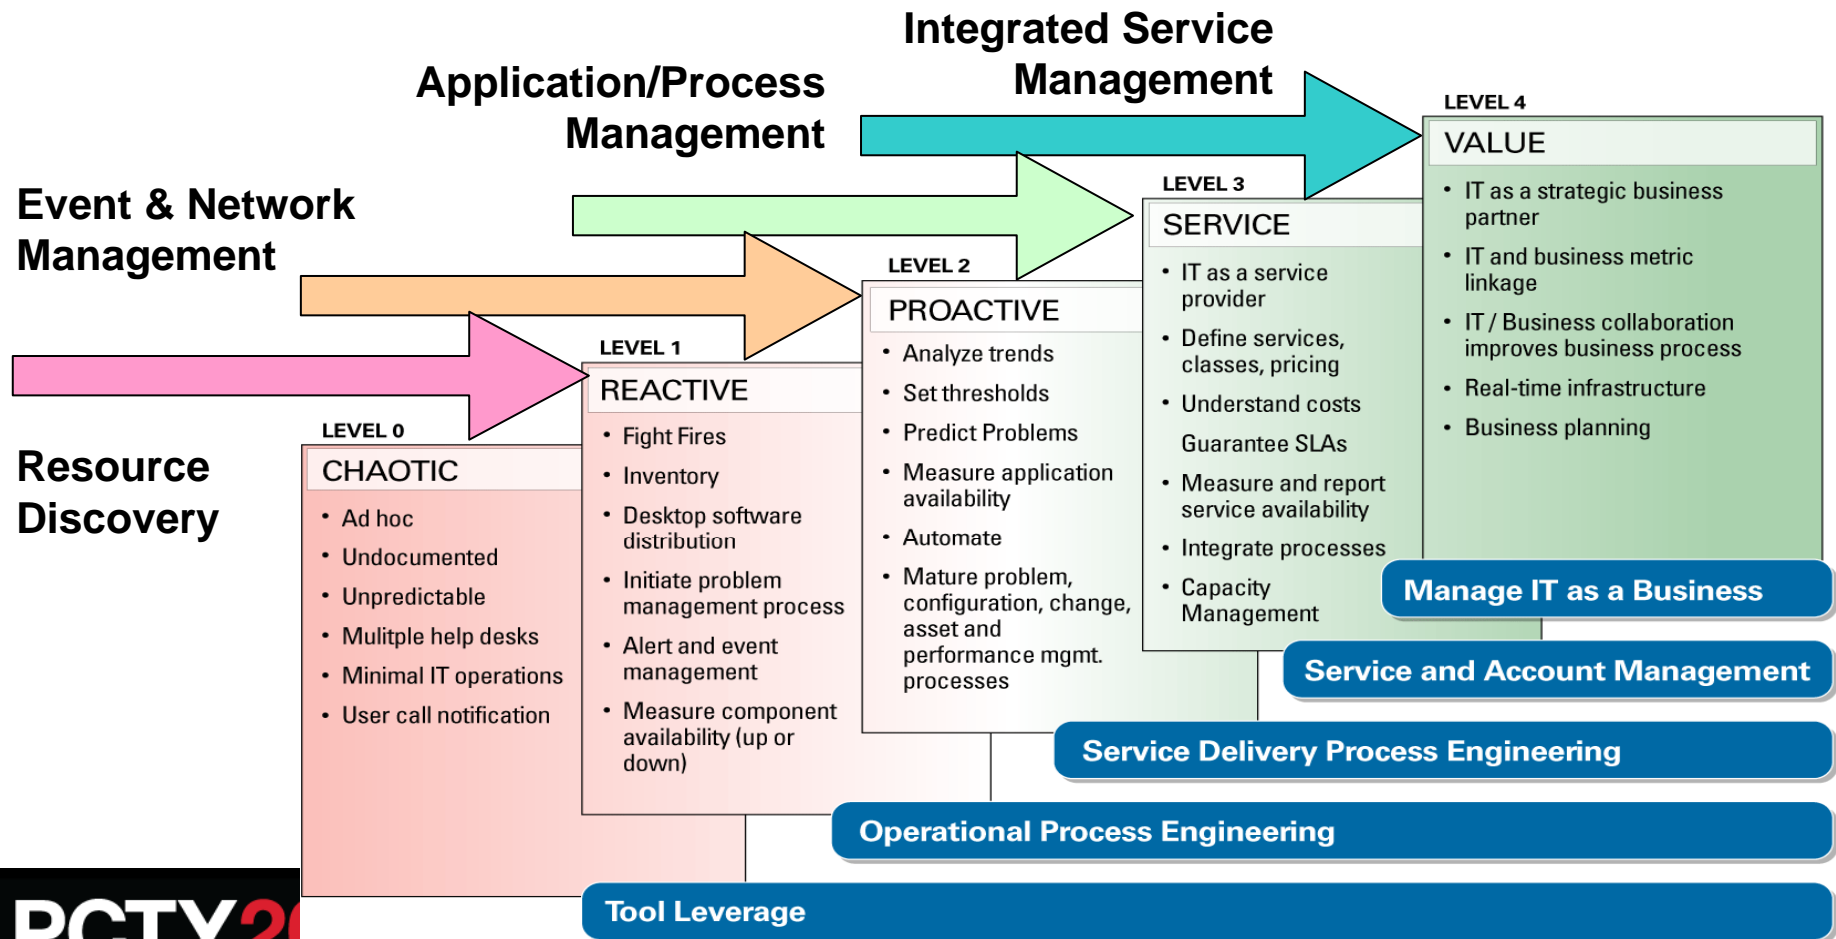 Integrated Service
Management
Application/Process
Management
Event & Network
Management
Resource
Discovery
LEVEL 0
CHAOTIC
• Ad hoc
• Undocumented
• Unpredictable
• Mulitple help desks
• Minimal IT operations
• User call notification
LEVEL 1
REACTIVE
• Fight Fires
• Inventory
• Desktop software
distribution
• Initiate problem
management process
• Alert and event
management
• Measure component
availability (up or
down)
LEVEL 2
PROACTIVE
• Analyze trends
• Set thresholds
• Predict Problems
• Measure application
availability
• Automate
• Mature problem,
configuration, change,
asset and
performance mgmt.
processes
LEVEL 3
SERVICE
• IT as a service
provider
• Define services,
classes, pricing
• Understand costs
Guarantee SLAs
• Measure and report
service availability
• Integrate processes
• Capacity
Management
LEVEL 4
VALUE
• IT as a strategic business
partner
• IT and business metric
linkage
• IT / Business collaboration
improves business process
• Real-time infrastructure
• Business planning
Manage IT as a Business
Service and Account Management
Service Delivery Process Engineering
Operational Process Engineering
Tool Leverage